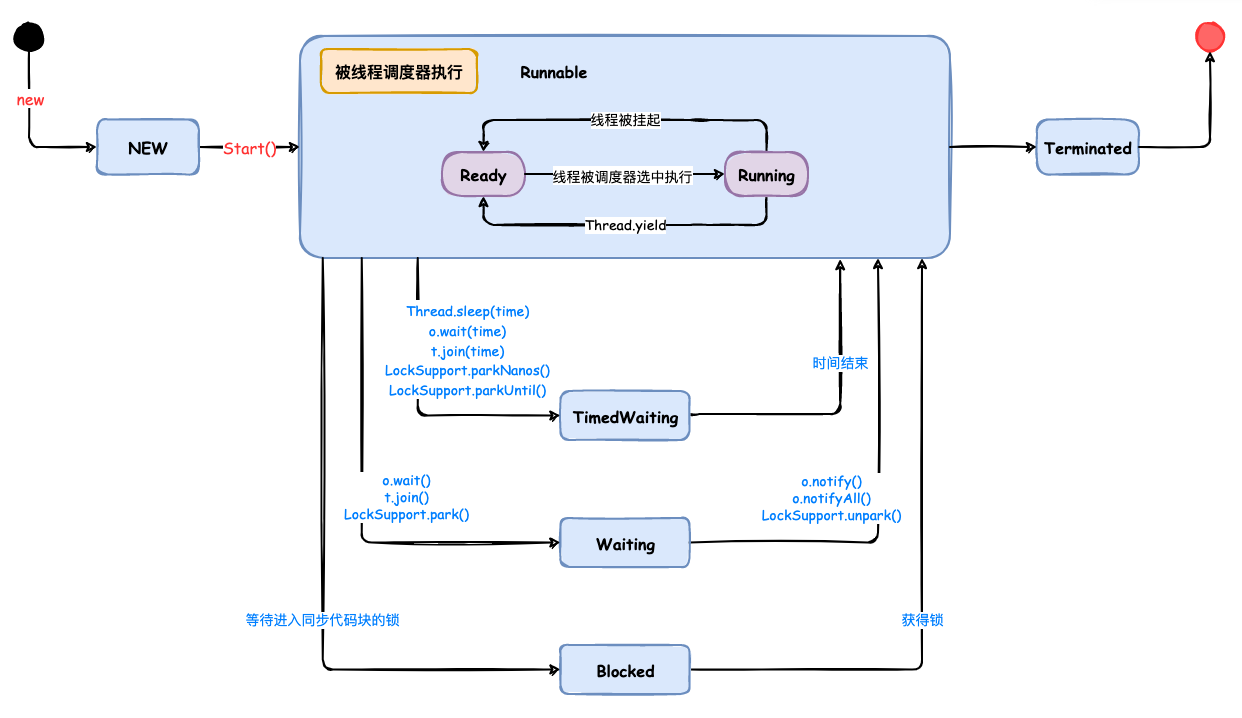 被线程调度器执行
Runnable
new
线程被挂起
NEW
Start()
Ready
线程被调度器选中执行
Running
Terminated
Thread.yield
Thread.sleep(time)
o.wait(time)
t.join(time)
LockSupport.parkNanos()
LockSupport.parkUntil()
时间结束
TimedWaiting
o.wait()
t.join()
LockSupport.park()
o.notify()
o.notifyAll()
LockSupport.unpark()
Waiting
等待进入同步代码块的锁
获得锁
Blocked